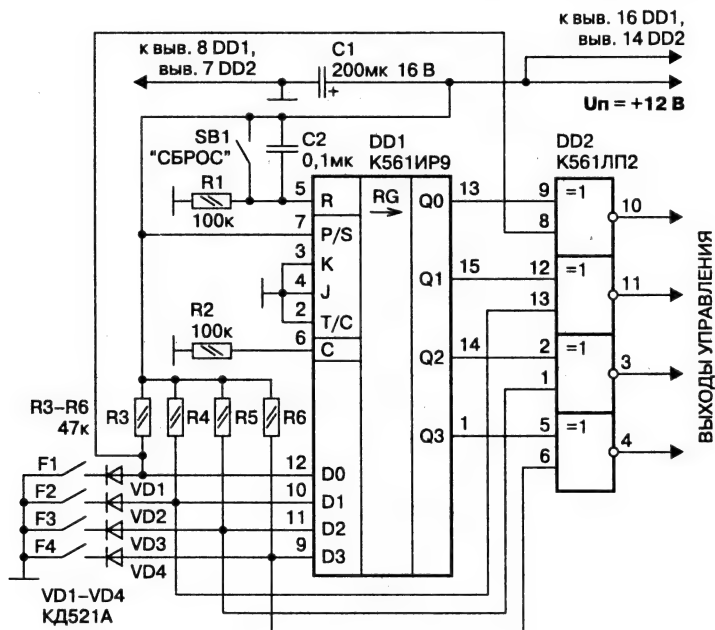 к выв. 8 DD1,
выв. 7 DD2
C1
200мк 16 В
+
к выв. 16 DD1,
выв. 14 DD2
Uп = +12 В
SB1
"СБРОС"
C2
0,1мк
DD1
К561ИР9
DD2
К561ЛП2
R1
100к
5
R
RG
Q0
13
9
=1
10
8
7
P/S
3
K
4
J
2
T/C
Q1
15
12
=1
11
13
R2
100к
6
C
Q2
14
2
=1
3
1
R3–R6
47к
R3
R4
R5
R6
Q3
1
5
=1
4
6
ВЫХОДЫ УПРАВЛЕНИЯ
F1
VD1
12
D0
F2
VD2
10
D1
F3
VD3
11
D2
F4
VD4
9
D3
VD1–VD4
КД521А